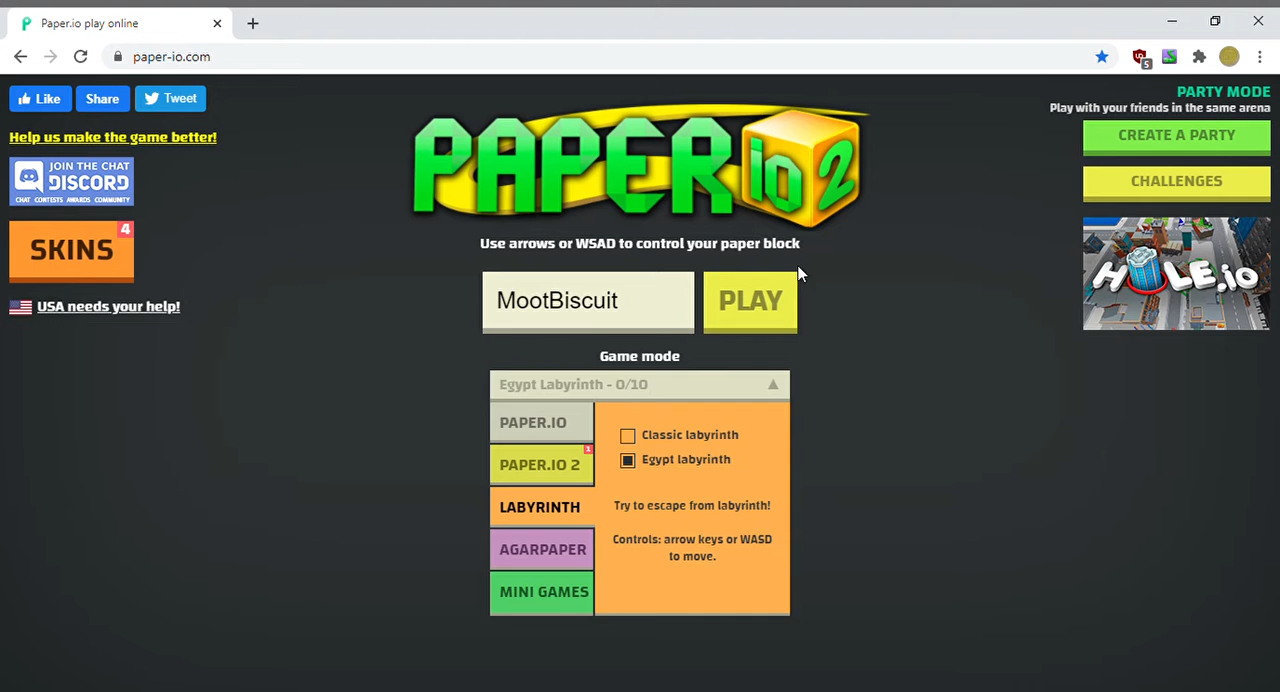 Paper.io play online
paper-io.com
5
Like
Share
Tweet
Help us make the game better!
JOIN THE CHAT
DISCORD
CHAT CONTESTS AWARDS COMMUNITY
SKINS
4
USA needs your help!
PAPER io 2
Use arrows or WSAD to control your paper block
MootBiscuit
PLAY
Game mode
Egypt Labyrinth - 0/10
PAPER.IO
PAPER.IO 2
1
LABYRINTH
AGARPAPER
MINI GAMES
Classic labyrinth
Egypt labyrinth
Try to escape from labyrinth!
Controls: arrow keys or WASD
to move.
PARTY MODE
Play with your friends in the same arena
CREATE A PARTY
CHALLENGES
HOLE.io